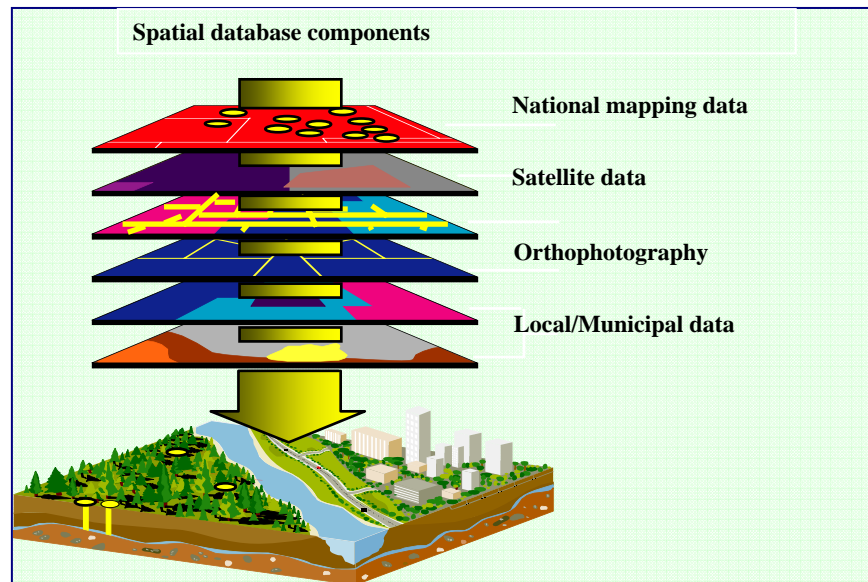 Spatial database components
National mapping data
Satellite data
Orthophotography
Local/Municipal data